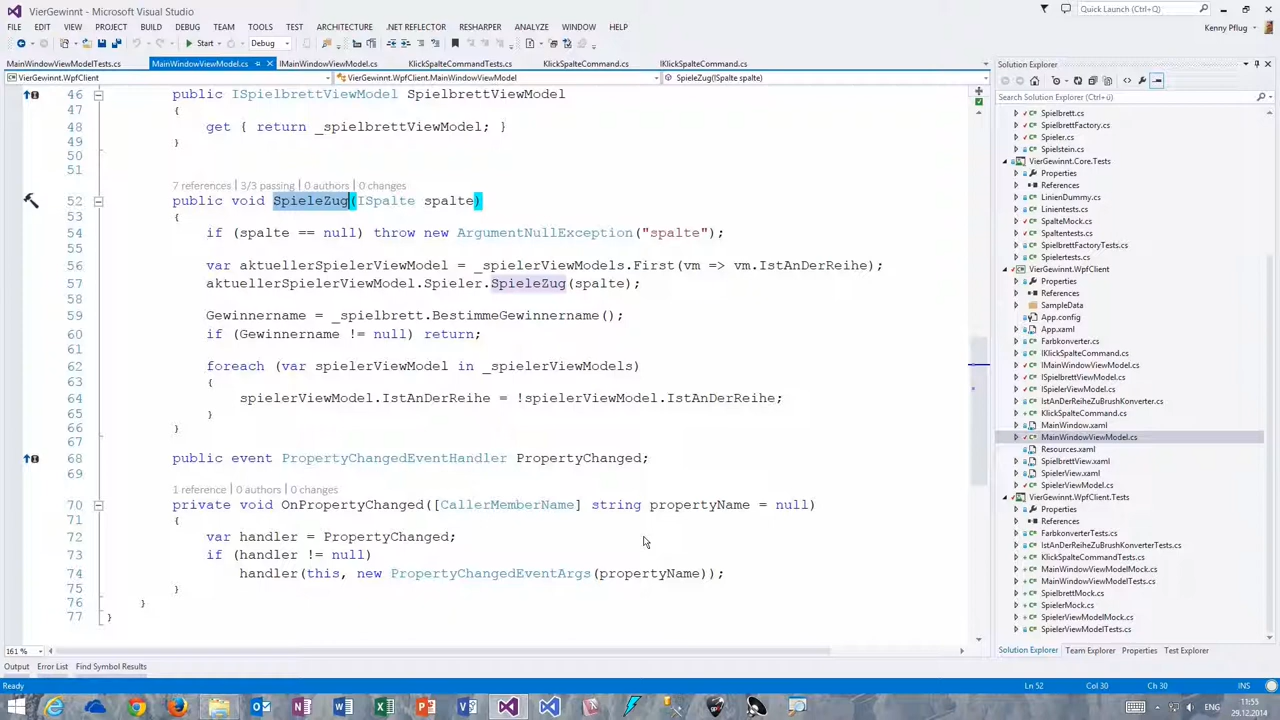 VierGewinnt - Microsoft Visual Studio
Quick Launch (Ctrl+Q)
FILE EDIT VIEW PROJECT BUILD DEBUG TEAM TOOLS TEST .NET REFLECTOR RESHARPER ANALYZE WINDOW HELP
Kenny Pflug
Start Debug
MainWindowViewModelTests.cs MainWindowViewModel.cs IMainWindowViewModel.cs KlickSpalteCommandTests.cs KlickSpalteCommand.cs IKlickSpalteCommand.cs
VierGewinnt.WpfClient VierGewinnt.WpfClient.MainWindowViewModel SpieleZug(ISpalte spalte)
46 public ISpielbrettViewModel SpielbrettViewModel
47 {
48 get { return _spielbrettViewModel; }
49 }
50
51
7 references | 3/3 passing | 0 authors | 0 changes
52 public void SpieleZug(ISpalte spalte)
53 {
54 if (spalte == null) throw new ArgumentNullException("spalte");
55
56 var aktuellerSpielerViewModel = _spielerViewModels.First(vm => vm.IstAnDerReihe);
57 aktuellerSpielerViewModel.Spieler.SpieleZug(spalte);
58
59 Gewinnername = _spielbrett.BestimmeGewinnername();
60 if (Gewinnername != null) return;
61
62 foreach (var spielerViewModel in _spielerViewModels)
63 {
64 spielerViewModel.IstAnDerReihe = !spielerViewModel.IstAnDerReihe;
65 }
66 }
67
68 public event PropertyChangedEventHandler PropertyChanged;
69
1 reference | 0 authors | 0 changes
70 private void OnPropertyChanged([CallerMemberName] string propertyName = null)
71 {
72 var handler = PropertyChanged;
73 if (handler != null)
74 handler(this, new PropertyChangedEventArgs(propertyName));
75 }
76 }
77 }
161 %
Output Error List Find Symbol Results
Solution Explorer
Search Solution Explorer (Ctrl+ü)
Spielbrett.cs
SpielbrettFactory.cs
Spieler.cs
Spielstein.cs
VierGewinnt.Core.Tests
Properties
References
LinienDummy.cs
Linientests.cs
SpalteMock.cs
Spaltentests.cs
SpielbrettFactoryTests.cs
Spielertests.cs
VierGewinnt.WpfClient
Properties
References
SampleData
App.config
App.xaml
Farbkonverter.cs
IKlickSpalteCommand.cs
IMainWindowViewModel.cs
ISpielbrettViewModel.cs
ISpielerViewModel.cs
IstAnDerReiheZuBrushKonverter.cs
KlickSpalteCommand.cs
MainWindow.xaml
MainWindowViewModel.cs
Resources.xaml
SpielbrettView.xaml
SpielerView.xaml
SpielerViewModel.cs
VierGewinnt.WpfClient.Tests
Properties
References
FarbkonverterTests.cs
IstAnDerReiheZuBrushKonverterTests.cs
KlickSpalteCommandTests.cs
MainWindowViewModelMock.cs
MainWindowViewModelTests.cs
SpielbrettMock.cs
SpielerMock.cs
SpielerViewModelMock.cs
SpielerViewModelTests.cs
Solution Explorer Team Explorer Properties Test Explorer
Ready Ln 52 Col 30 Ch 30 INS
ENG 11:55
29.12.2014